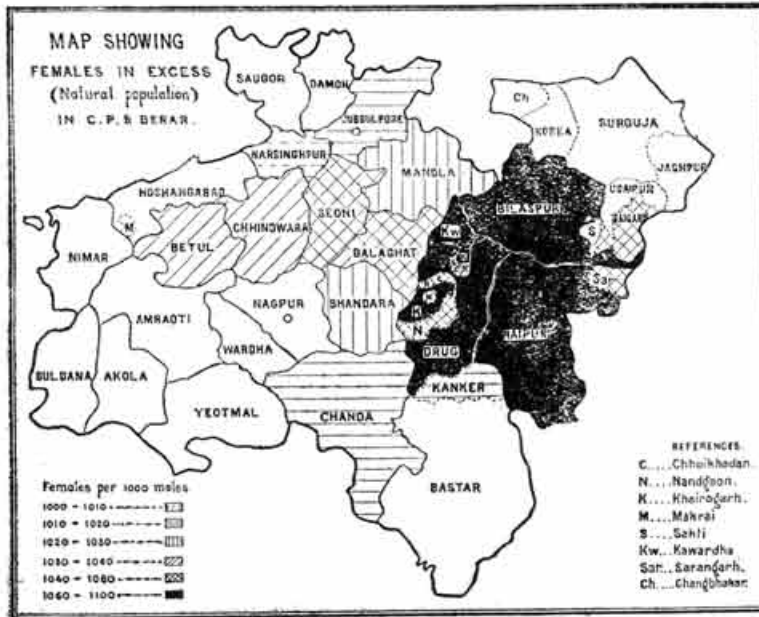 MAP SHOWING
FEMALES IN EXCESS
(Natural population)
IN C.P. & BERAR.
SAUGOR
DAMOH
JUBBULPORE
Ch
KOREA
SURGUJA
NARSINGHPUR
MANDLA
JASHPUR
HOSHANGABAD
UDAIPUR
SEONI
BILASPUR
M
CHHINDWARA
Kw
S
BETUL
BALAGHAT
NIMAR
Sar
K
NAGPUR
BHANDARA
K
AMRAOTI
N
RAIPUR
WARDHA
DRUG
BULDANA
AKOLA
KANKER
YEOTMAL
CHANDA
BASTAR
Females per 1000 males
1000 - 1010
1010 - 1020
1020 - 1030
1030 - 1040
1040 - 1060
1060 - 1100
REFERENCES.
C....Chhuikhadan.
N....Nandgaon.
K....Khairagarh.
M....Makrai
S....Sakti
Kw...Kawardha
Sar...Sarangarh.
Ch...Changbhakar.